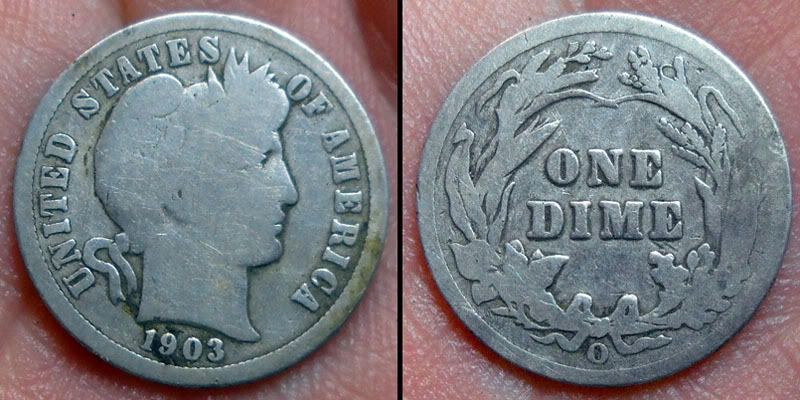 UNITED STATES OF AMERICA
1903
ONE
DIME
O